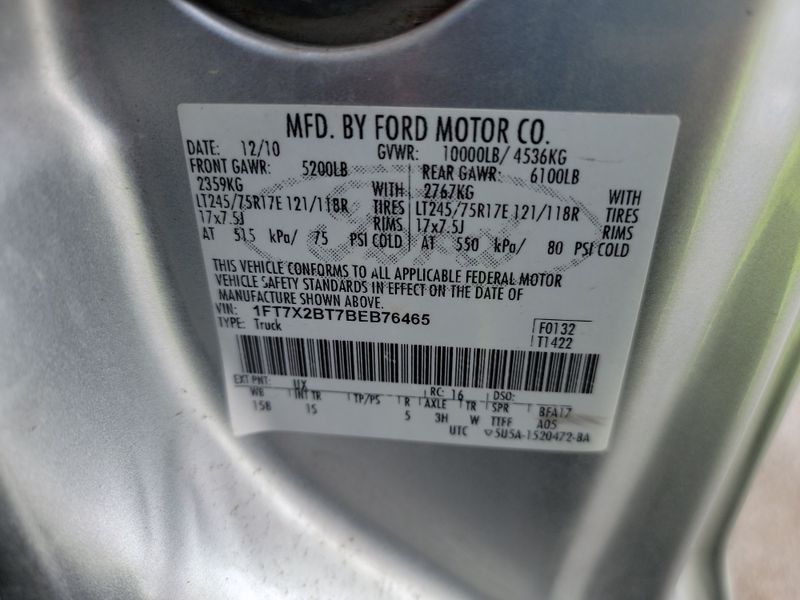 MFD. BY FORD MOTOR CO.
DATE: 12/10 GVWR: 10000LB/ 4536KG
FRONT GAWR: 5200LB REAR GAWR: 6100LB
2359KG WITH 2767KG WITH
LT245/75R17E 121/118R TIRES LT245/75R17E 121/118R TIRES
17x7.5J RIMS 17x7.5J RIMS
AT 515 kPa/ 75 PSI COLD AT 550 kPa/ 80 PSI COLD
THIS VEHICLE CONFORMS TO ALL APPLICABLE FEDERAL MOTOR
VEHICLE SAFETY STANDARDS IN EFFECT ON THE DATE OF
MANUFACTURE SHOWN ABOVE.
VIN: 1FT7X2BT7BEB76465
TYPE: Truck
F0132
T1422
EXT PNT: UX RC: 16 DSO:
WB INT TR TP/PS R AXLE TR SPR BFA17
158 1S 5 3H W TTFF A05
UTC ▽5U5A-1520472-BA